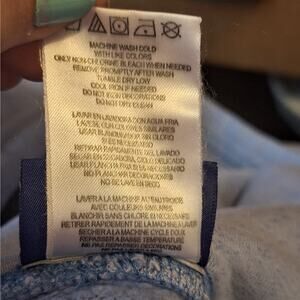 MACHINE WASH COLD
WITH LIKE COLORS
ONLY NON-CHLORINE BLEACH WHEN NEEDED
REMOVE PROMPTLY AFTER WASH
TUMBLE DRY LOW
COOL IRON IF NEEDED
DO NOT IRON DECORATIONS
DO NOT DRY CLEAN
LAVAR EN LAVADORA CON AGUA FRIA
LAVESE CON COLORES SIMILARES
USAR BLANQUEADOR SIN CLORO
SI ES NECESARIO
RETIRAR RAPIDAMENTE DEL LAVADO
SECAR EN SECADORA, CICLO DELICADO
USAR PLANCHA TIBIA SI ES NECESARIO
NO PLANCHAR DECORACIONES
NO SE LAVE EN SECO
LAVER A LA MACHINE A L'EAU FROIDE
AVEC COULEURS SIMILAIRES
BLANCHIR SANS CHLORE SI NECESSAIRE
RETIRER RAPIDEMENT DE LA MACHINE A LAVER
SECHER A LA MACHINE CYCLE DOUX
REPASSER A BASSE TEMPERATURE
NE PAS REPASSER DECORATIONS